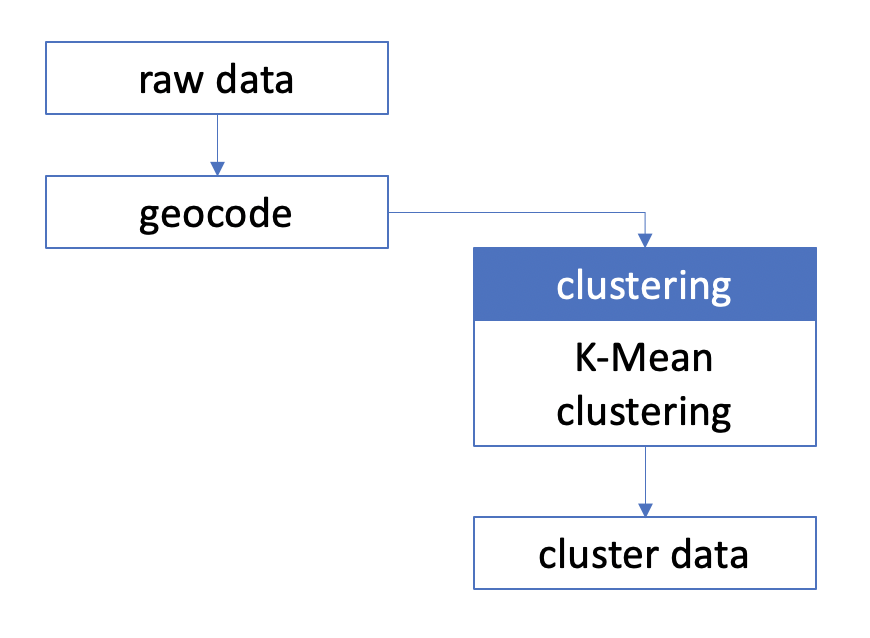 raw data
geocode
clustering
K-Mean
clustering
cluster data